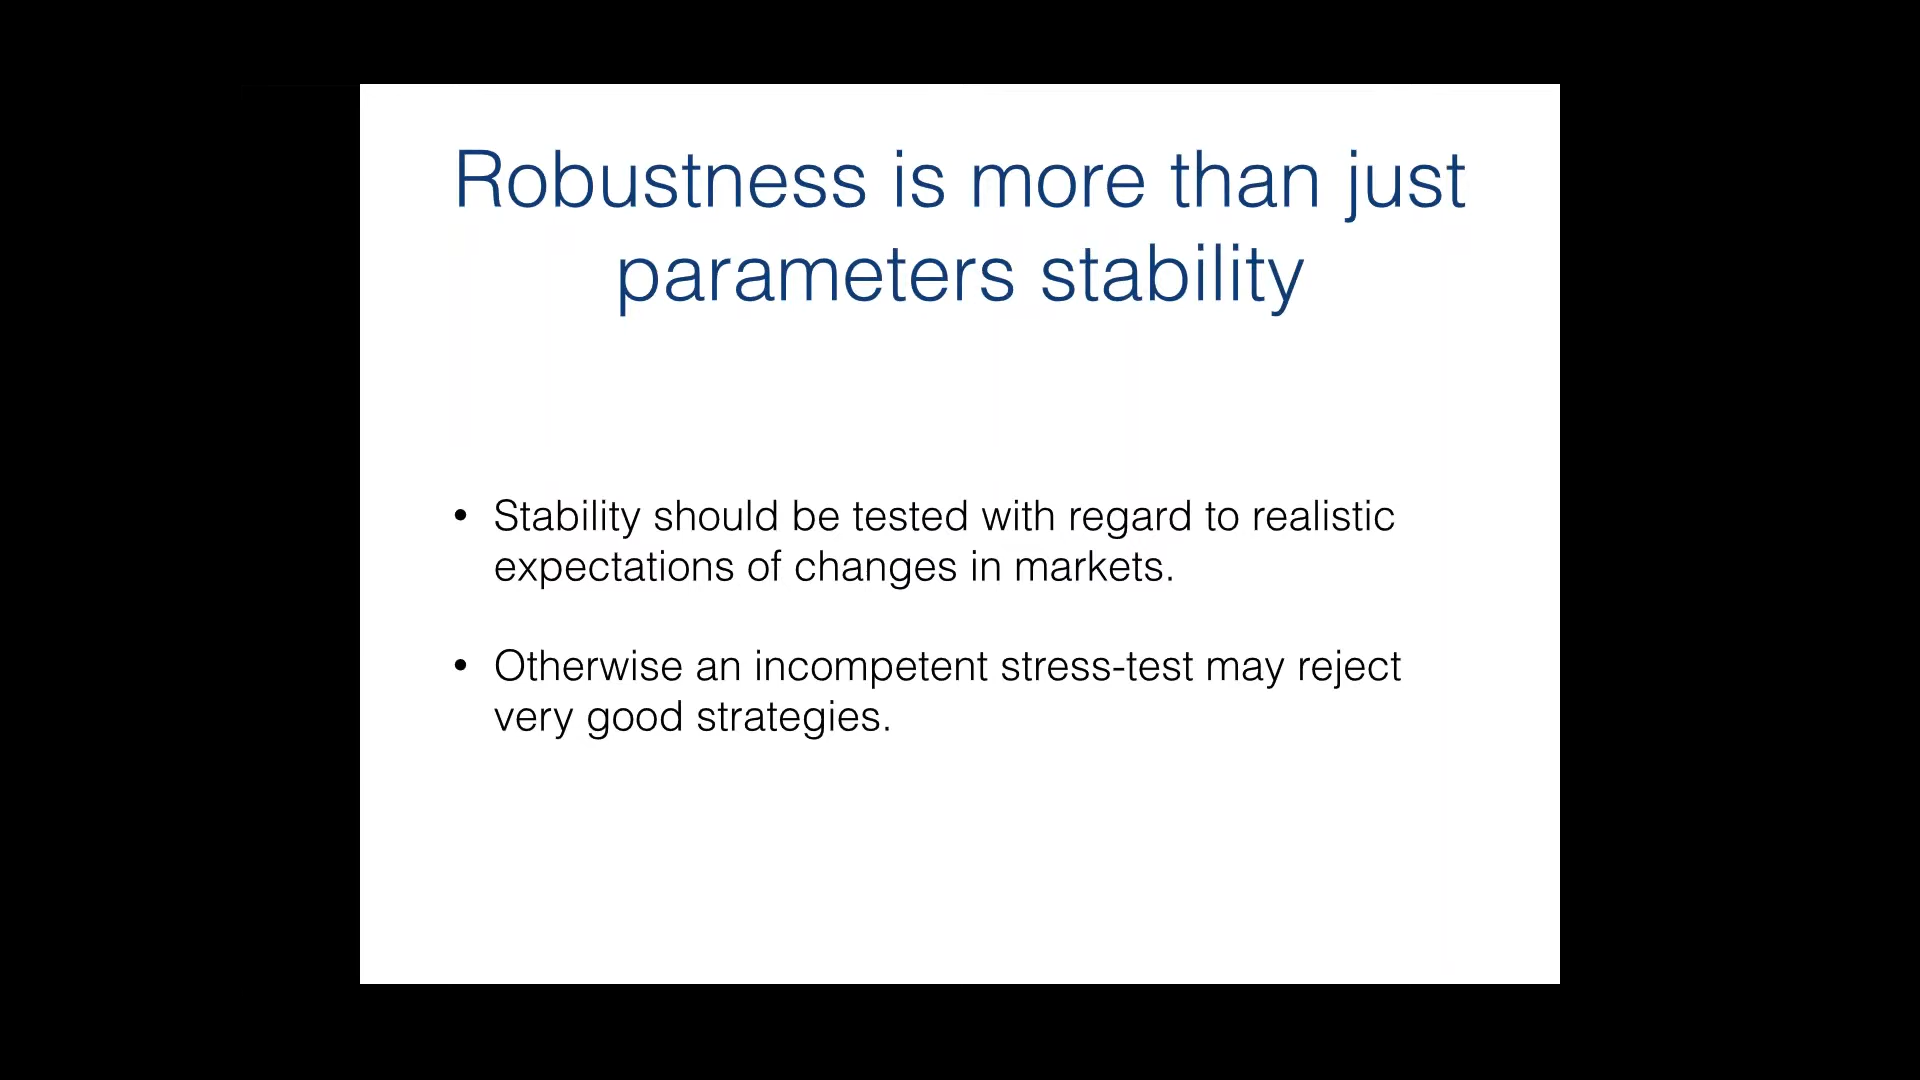 Robustness is more than just
parameters stability
• Stability should be tested with regard to realistic
expectations of changes in markets.
• Otherwise an incompetent stress-test may reject
very good strategies.